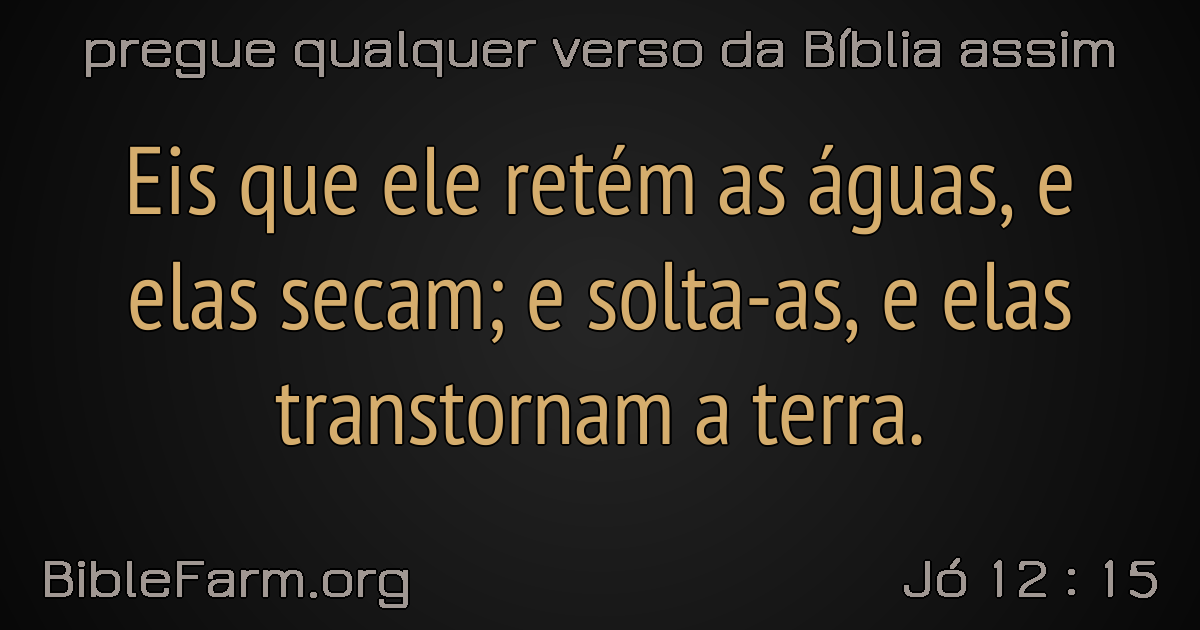 pregue qualquer verso da Bíblia assim
Eis que ele retém as águas, e
elas secam; e solta-as, e elas
transtornam a terra.
BibleFarm.org
Jó 12 : 15